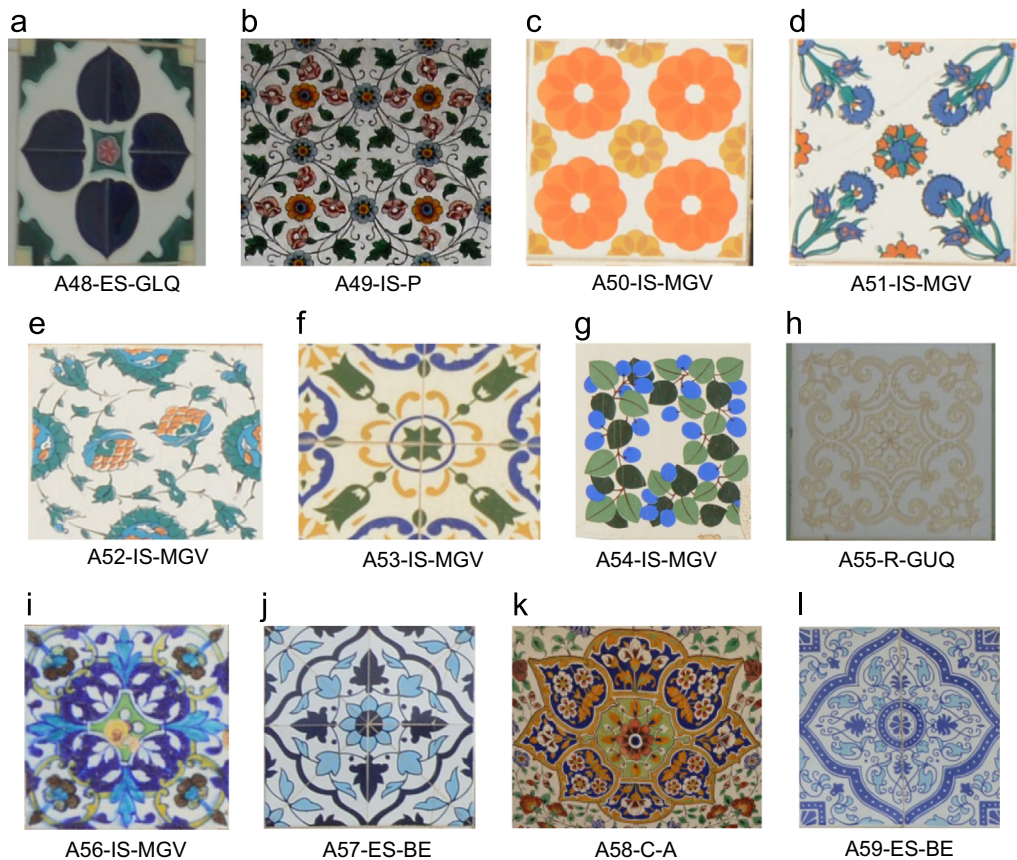 a b c d
A48-ES-GLQ A49-IS-P A50-IS-MGV A51-IS-MGV
e f g h
A52-IS-MGV A53-IS-MGV A54-IS-MGV A55-R-GUQ
i j k l
A56-IS-MGV A57-ES-BE A58-C-A A59-ES-BE